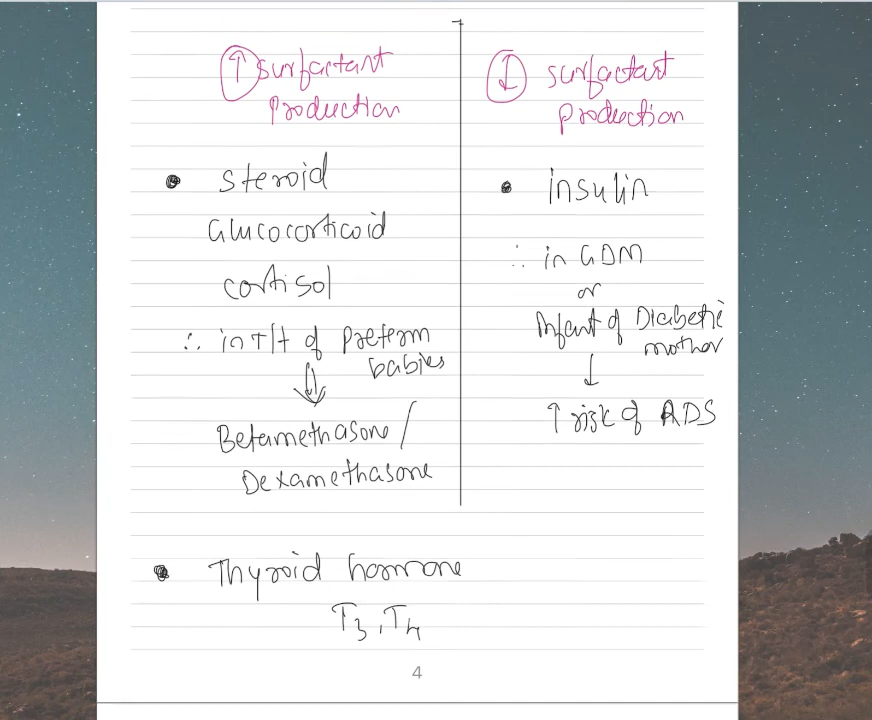 ↑ surfactant
production
• steroid
Glucocorticoid
cortisol
∴ in T/t of preterm
babies
⇓
Betamethasone /
Dexamethasone
• Thyroid hormone
T3, T4
↓ surfactant
production
• insulin
∴ in GDM
or
Infant of Diabetic
mother
↓
↑ risk of RDS
4